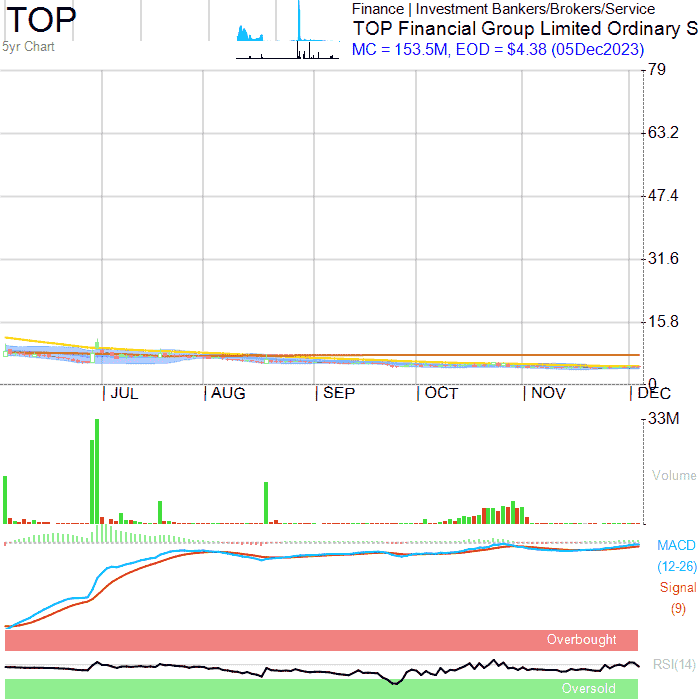 TOP
5yr Chart
Finance | Investment Bankers/Brokers/Service
TOP Financial Group Limited Ordinary S
MC = 153.5M, EOD = $4.38 (05Dec2023)
79
63.2
47.4
31.6
15.8
0
JUL AUG SEP OCT NOV DEC
33M
Volume
MACD
(12-26)
Signal
(9)
Overbought
RSI(14)
Oversold